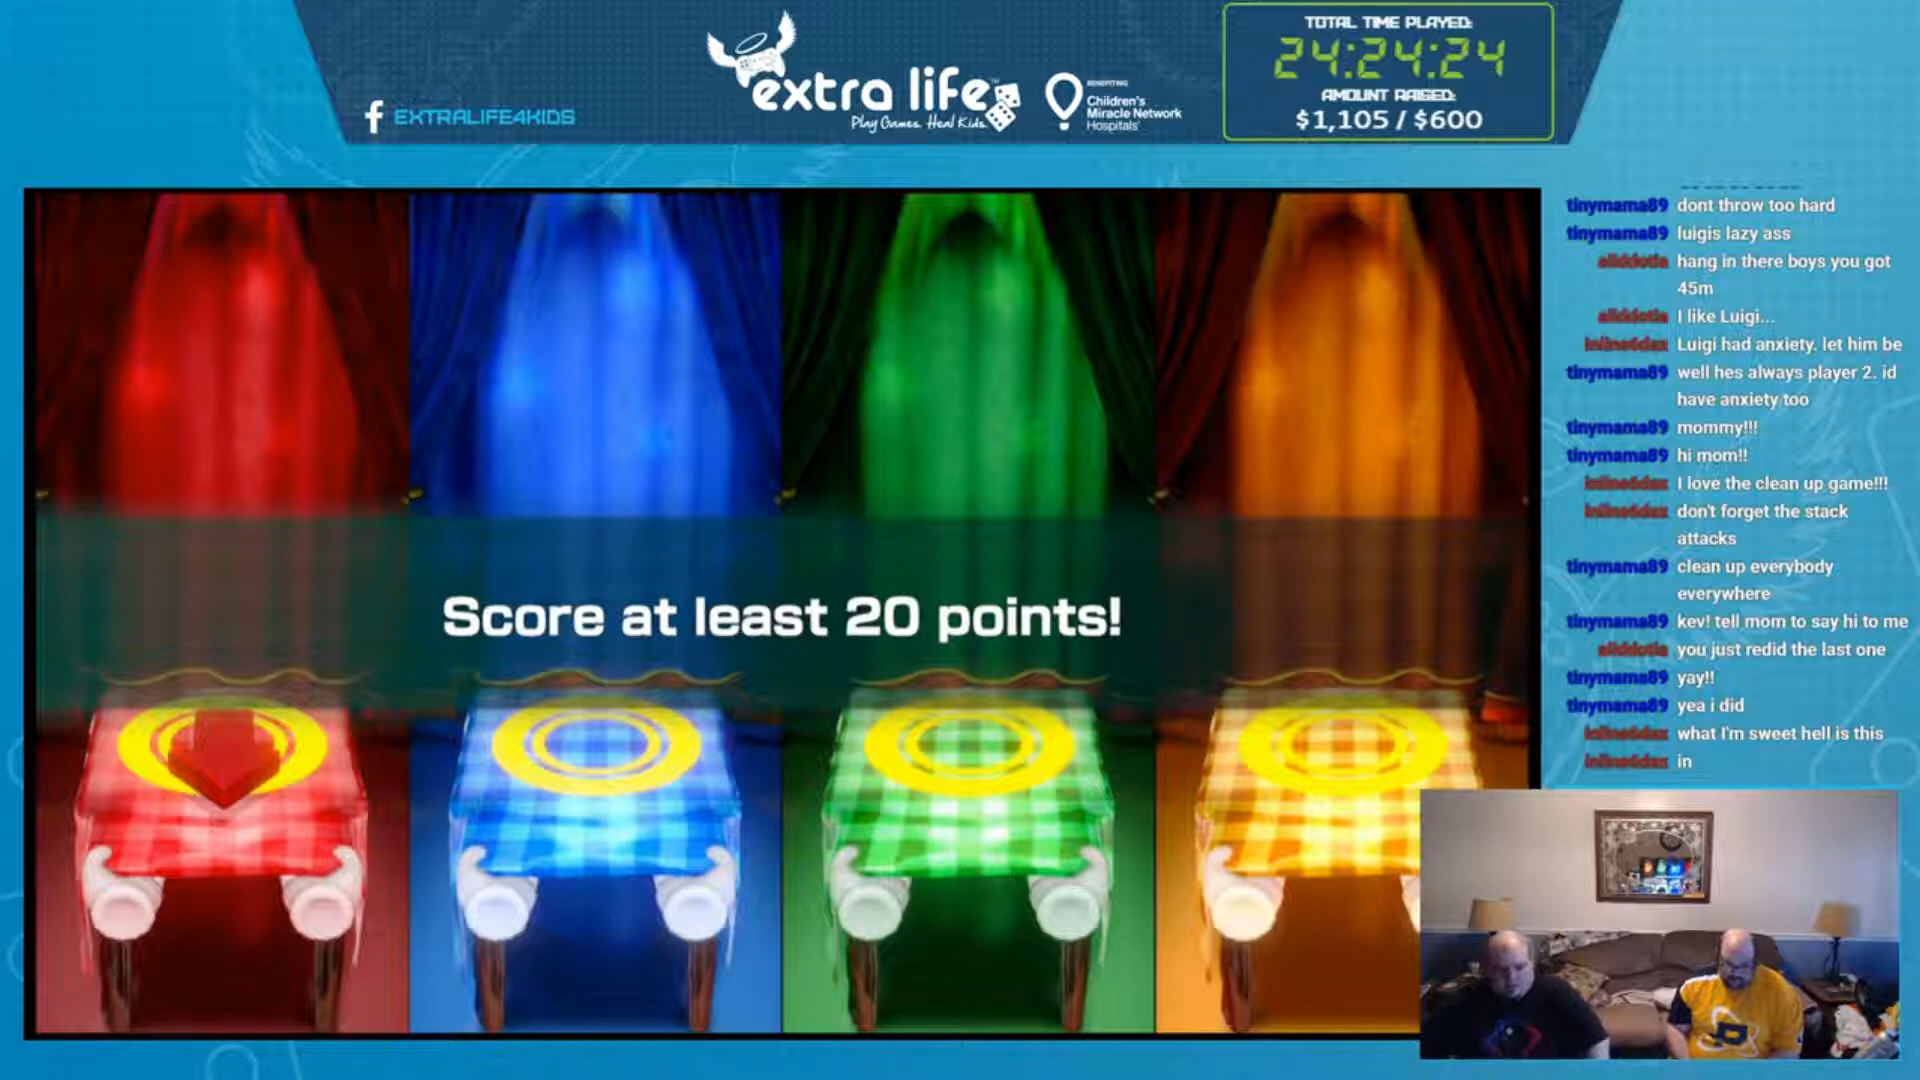 TOTAL TIME PLAYED:
24:24:24
AMOUNT RAISED:
$1,105 / $600
extra life
Play Games. Heal Kids.
BENEFITING
Children's
Miracle Network
Hospitals
EXTRALIFE4KIDS
Score at least 20 points!
tinymama89 dont throw too hard
tinymama89 luigis lazy ass
hang in there boys you got
45m
I like Luigi...
Luigi had anxiety. let him be
tinymama89 well hes always player 2. id
have anxiety too
tinymama89 mommy!!!
tinymama89 hi mom!!
I love the clean up game!!!
don't forget the stack
attacks
tinymama89 clean up everybody
everywhere
tinymama89 kev! tell mom to say hi to me
you just redid the last one
tinymama89 yay!!
tinymama89 yea i did
what I'm sweet hell is this
in